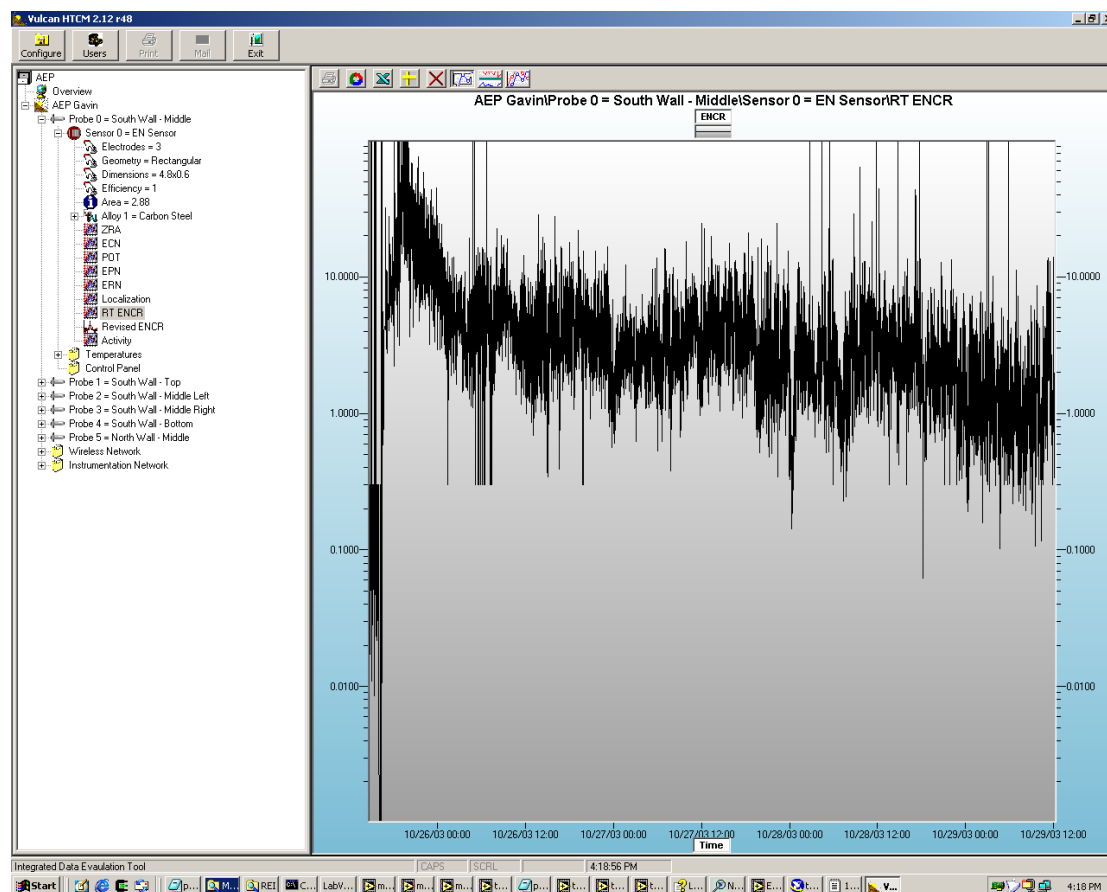 Vulcan HTCM 2.12 r48
Configure Users Print Mail Exit
AEP
Overview
AEP Gavin
Probe 0 = South Wall - Middle
Sensor 0 = EN Sensor
Electrodes = 3
Geometry = Rectangular
Dimensions = 4.8x0.6
Efficiency = 1
Area = 2.88
Alloy 1 = Carbon Steel
ZRA
ECN
POT
EPN
ERN
Localization
RT ENCR
Revised ENCR
Activity
Temperatures
Control Panel
Probe 1 = South Wall - Top
Probe 2 = South Wall - Middle Left
Probe 3 = South Wall - Middle Right
Probe 4 = South Wall - Bottom
Probe 5 = North Wall - Middle
Wireless Network
Instrumentation Network
AEP Gavin\Probe 0 = South Wall - Middle\Sensor 0 = EN Sensor\RT ENCR
ENCR
10.0000 10.0000
1.0000 1.0000
0.1000 0.1000
0.0100 0.0100
10/26/03 00:00 10/26/03 12:00 10/27/03 00:00 10/27/03 12:00 10/28/03 00:00 10/28/03 12:00 10/29/03 00:00 10/29/03 12:00
Time
Integrated Data Evaulation Tool CAPS SCRL 4:18:56 PM
Start p... M... REI C... LabV... m... m... m... t... p... t... t... t... L... N... E... t... 1... V... 4:18 PM